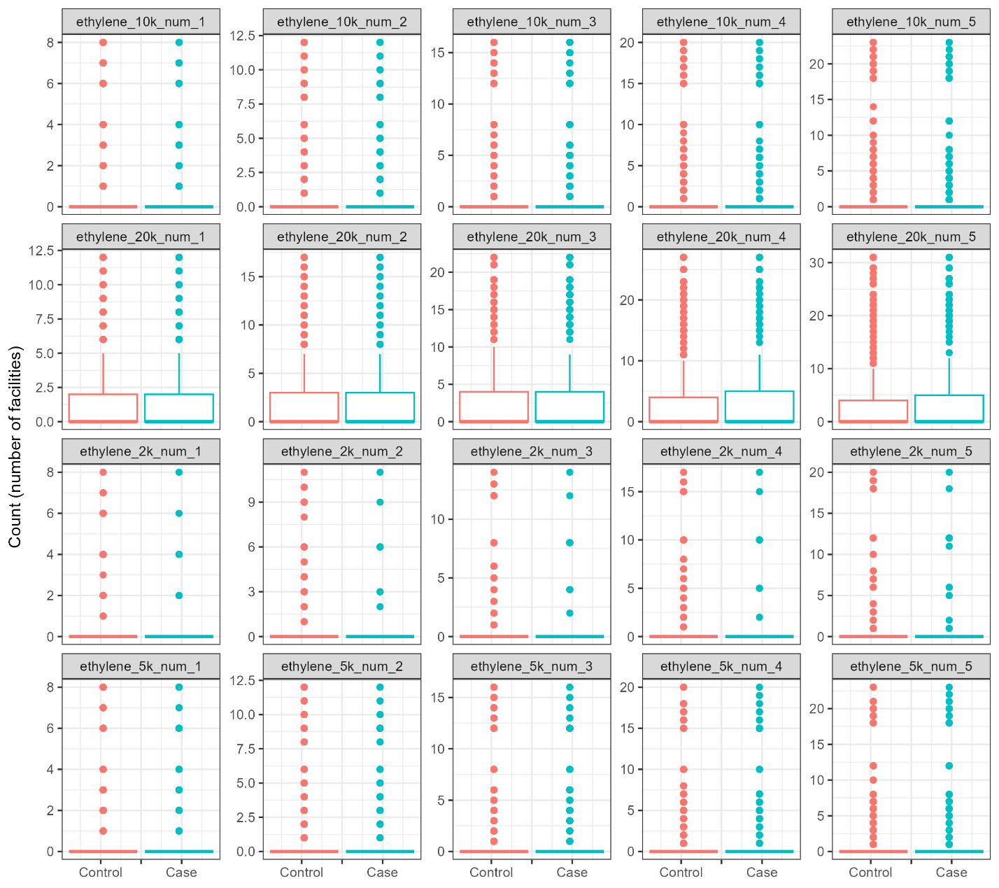 ethylene_10k_num_1 ethylene_10k_num_2 ethylene_10k_num_3 ethylene_10k_num_4 ethylene_10k_num_5
8 6 4 2 0
12.5 10.0 7.5 5.0 2.5 0.0
15 10 5 0
20 15 10 5 0
20 15 10 5 0
ethylene_20k_num_1 ethylene_20k_num_2 ethylene_20k_num_3 ethylene_20k_num_4 ethylene_20k_num_5
12.5 10.0 7.5 5.0 2.5 0.0
15 10 5 0
20 15 10 5 0
20 10 0
30 20 10 0
Count (number of facilities)
ethylene_2k_num_1 ethylene_2k_num_2 ethylene_2k_num_3 ethylene_2k_num_4 ethylene_2k_num_5
8 6 4 2 0
9 6 3 0
10 5 0
15 10 5 0
20 15 10 5 0
ethylene_5k_num_1 ethylene_5k_num_2 ethylene_5k_num_3 ethylene_5k_num_4 ethylene_5k_num_5
8 6 4 2 0
12.5 10.0 7.5 5.0 2.5 0.0
15 10 5 0
20 15 10 5 0
20 15 10 5 0
Control Case Control Case Control Case Control Case Control Case